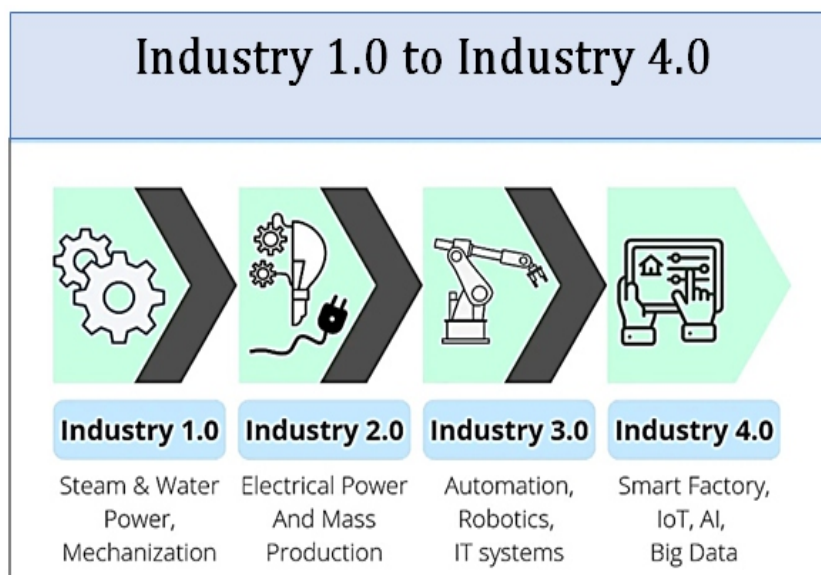 Industry 1.0 to Industry 4.0
Industry 1.0
Steam & Water
Power,
Mechanization
Industry 2.0
Electrical Power
And Mass
Production
Industry 3.0
Automation,
Robotics,
IT systems
Industry 4.0
Smart Factory,
IoT, AI,
Big Data